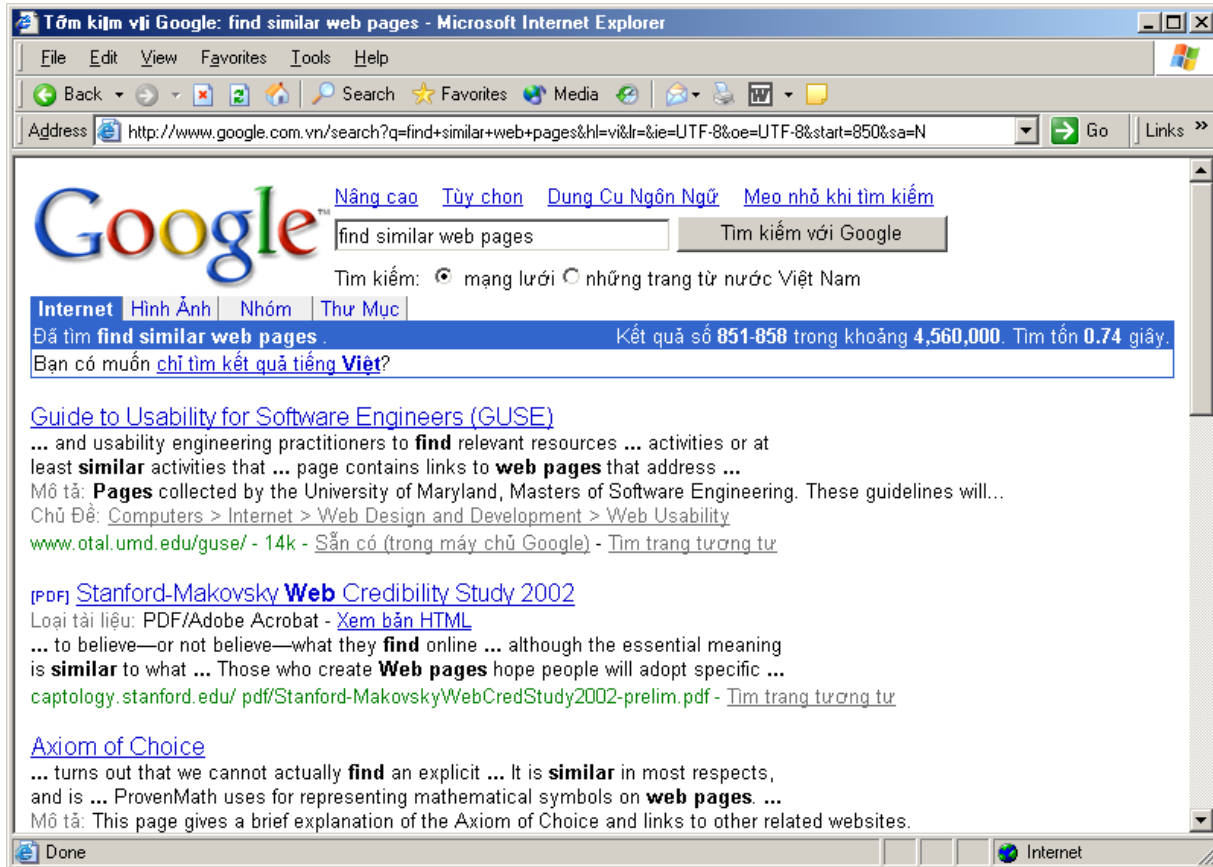 Tỡm kiỊm vỊi Google: find similar web pages - Microsoft Internet Explorer
File Edit View Favorites Tools Help
Back Search Favorites Media
Address http://www.google.com.vn/search?q=find+similar+web+pages&hl=vi&lr=&ie=UTF-8&oe=UTF-8&start=850&sa=N Go Links »
Google™
Nâng cao Tùy chon Dung Cu Ngôn Ngữ Meo nhỏ khi tìm kiếm
find similar web pages Tìm kiếm với Google
Tìm kiếm: mạng lưới những trang từ nước Việt Nam
Internet Hình Ảnh Nhóm Thư Mục
Đã tìm find similar web pages . Kết quả số 851-858 trong khoảng 4,560,000. Tìm tốn 0.74 giây.
Bạn có muốn chỉ tìm kết quả tiếng Việt?
Guide to Usability for Software Engineers (GUSE)
... and usability engineering practitioners to find relevant resources ... activities or at
least similar activities that ... page contains links to web pages that address ...
Mô tả: Pages collected by the University of Maryland, Masters of Software Engineering. These guidelines will...
Chủ Đề: Computers > Internet > Web Design and Development > Web Usability
www.otal.umd.edu/guse/ - 14k - Sẵn có (trong máy chủ Google) - Tìm trang tương tư
[PDF] Stanford-Makovsky Web Credibility Study 2002
Loại tài liệu: PDF/Adobe Acrobat - Xem bản HTML
... to believe—or not believe—what they find online ... although the essential meaning
is similar to what ... Those who create Web pages hope people will adopt specific ...
captology.stanford.edu/ pdf/Stanford-MakovskyWebCredStudy2002-prelim.pdf - Tìm trang tương tư
Axiom of Choice
... turns out that we cannot actually find an explicit ... It is similar in most respects,
and is ... ProvenMath uses for representing mathematical symbols on web pages. ...
Mô tả: This page gives a brief explanation of the Axiom of Choice and links to other related websites.
Done Internet